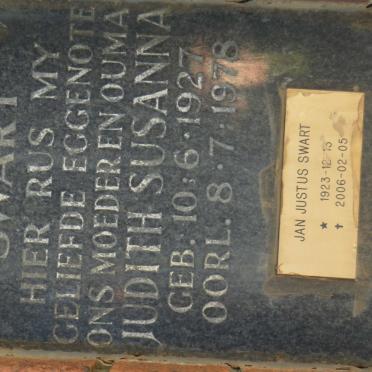 SWART
HIER RUS MY
GELIEFDE EGGENOTE
ONS MOEDER EN OUMA
JUDITH SUSANNA
GEB. 10.6.1927
OORL. 8.7.1978
JAN JUSTUS SWART
★ 1923-12-13
✝ 2006-02-05